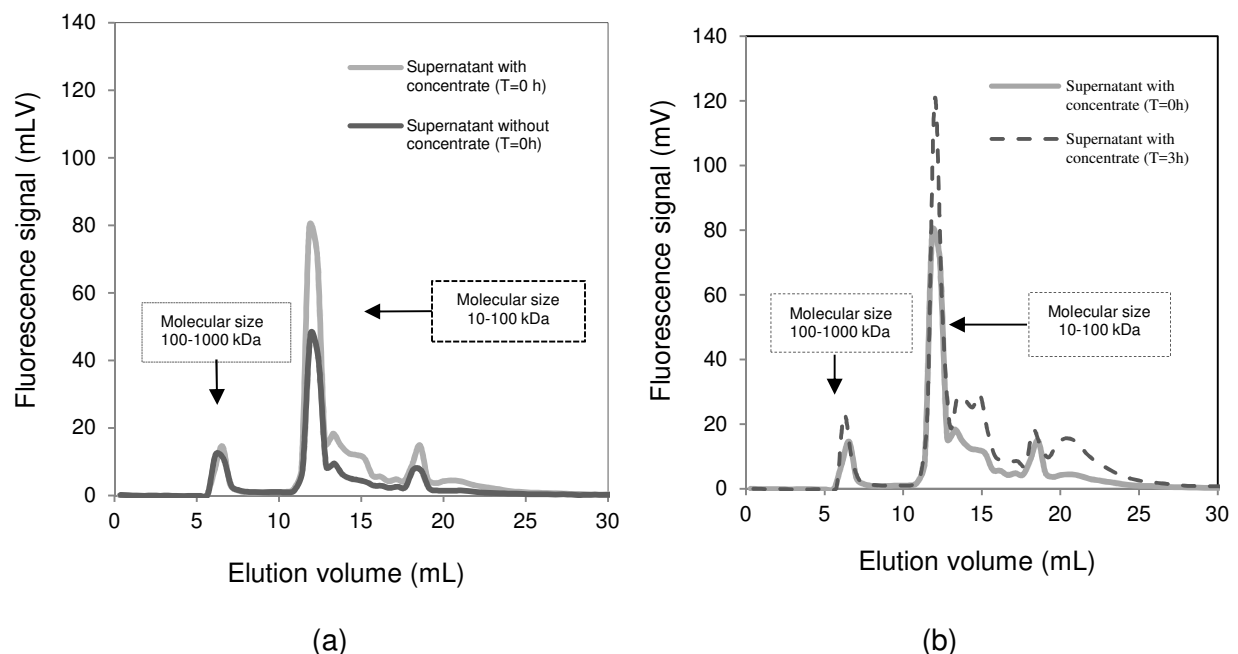 Fluorescence signal (mLV)
140
120
100
80
60
40
20
0
0 5 10 15 20 25 30
Elution volume (mL)
Supernatant with
concentrate (T=0 h)
Supernatant without
concentrate (T=0h)
Molecular size
100-1000 kDa
Molecular size
10-100 kDa
(a)
Fluorescence signal (mV)
140
120
100
80
60
40
20
0
0 5 10 15 20 25 30
Elution volume (mL)
Supernatant with
concentrate (T=0h)
Supernatant with
concentrate (T=3h)
Molecular size
100-1000 kDa
Molecular size
10-100 kDa
(b)